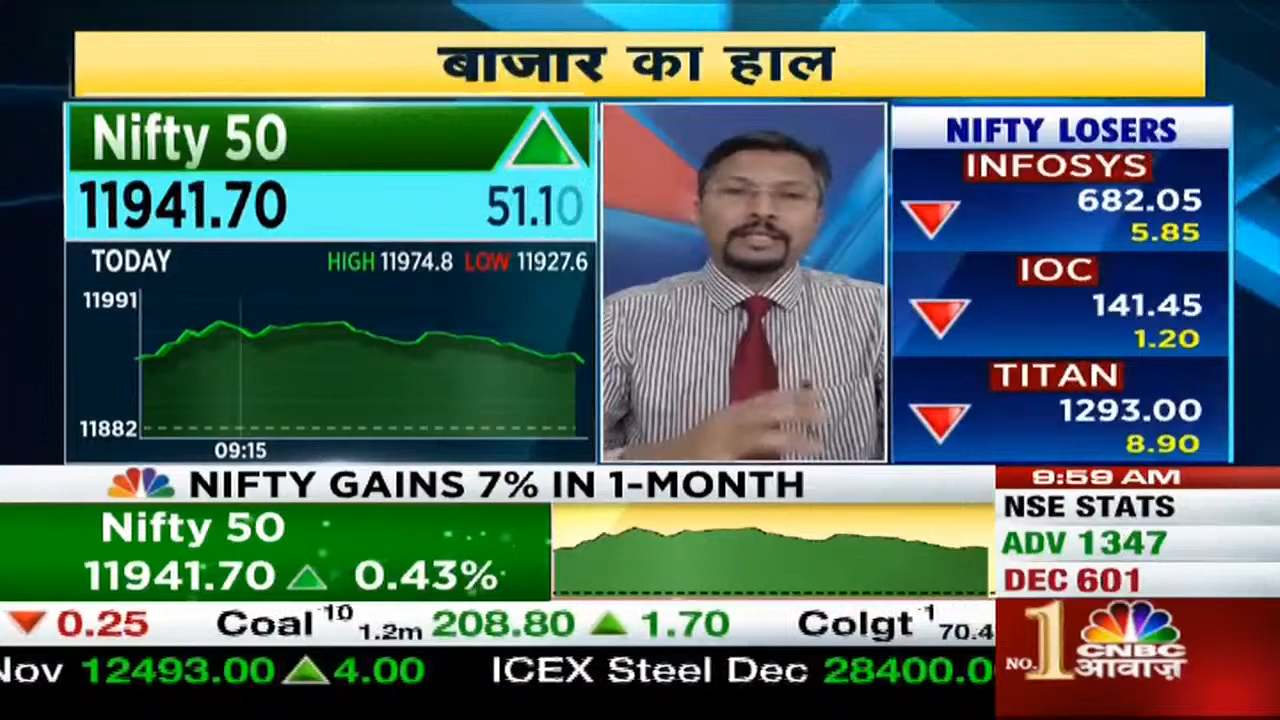 बाजार का हाल
Nifty 50
11941.70 51.10
TODAY HIGH 11974.8 LOW 11927.6
11991
11882
09:15
NIFTY LOSERS
INFOSYS
682.05
5.85
IOC
141.45
1.20
TITAN
1293.00
8.90
NIFTY GAINS 7% IN 1-MONTH
Nifty 50
11941.70 0.43%
9:59 AM
NSE STATS
ADV 1347
DEC 601
0.25 Coal 10 1.2m 208.80 1.70 Colgt 1 70.4
Nov 12493.00 4.00 ICEX Steel Dec 28400.0
NO. 1 CNBC
आवाज़